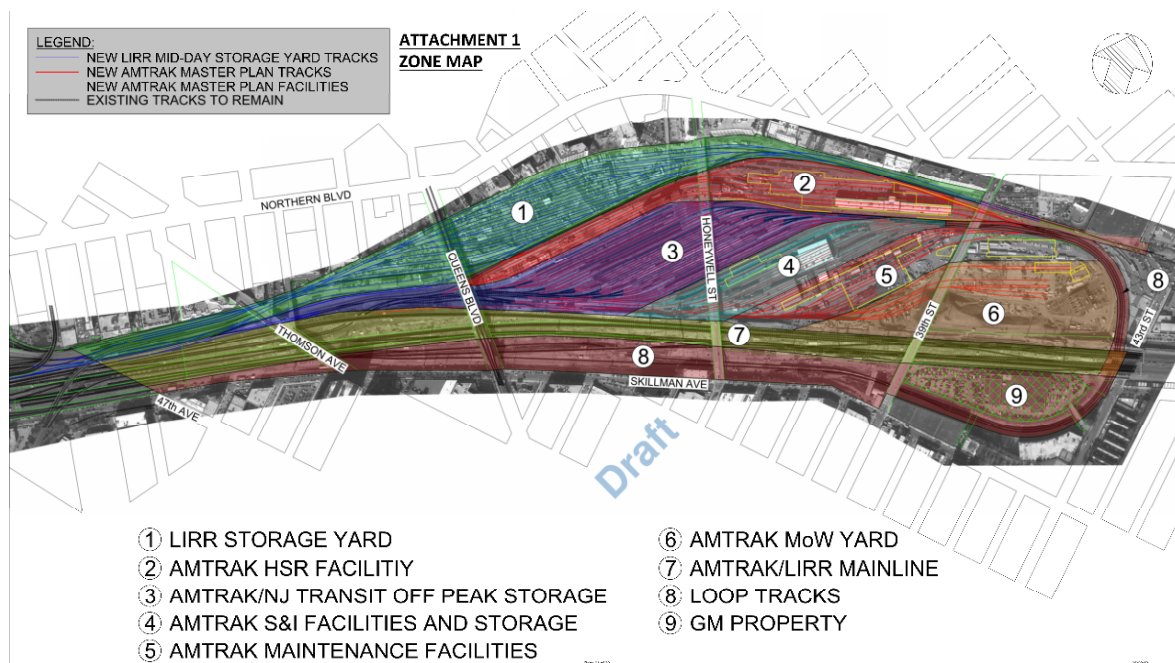 LEGEND:
NEW LIRR MID-DAY STORAGE YARD TRACKS
NEW AMTRAK MASTER PLAN TRACKS
NEW AMTRAK MASTER PLAN FACILITIES
EXISTING TRACKS TO REMAIN
ATTACHMENT 1
ZONE MAP
NORTHERN BLVD
1
2
3
4
5
6
7
8
8
9
QUEENS BLVD
HONEYWELL ST
39th ST
43rd ST
THOMSON AVE
47th AVE
SKILLMAN AVE
Draft
1 LIRR STORAGE YARD
2 AMTRAK HSR FACILITIY
3 AMTRAK/NJ TRANSIT OFF PEAK STORAGE
4 AMTRAK S&I FACILITIES AND STORAGE
5 AMTRAK MAINTENANCE FACILITIES
6 AMTRAK MoW YARD
7 AMTRAK/LIRR MAINLINE
8 LOOP TRACKS
9 GM PROPERTY